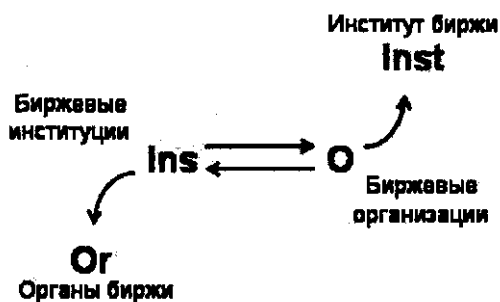 Институт биржи
Inst
Биржевые
институции
Ins
O
Биржевые
организации
Or
Органы биржи